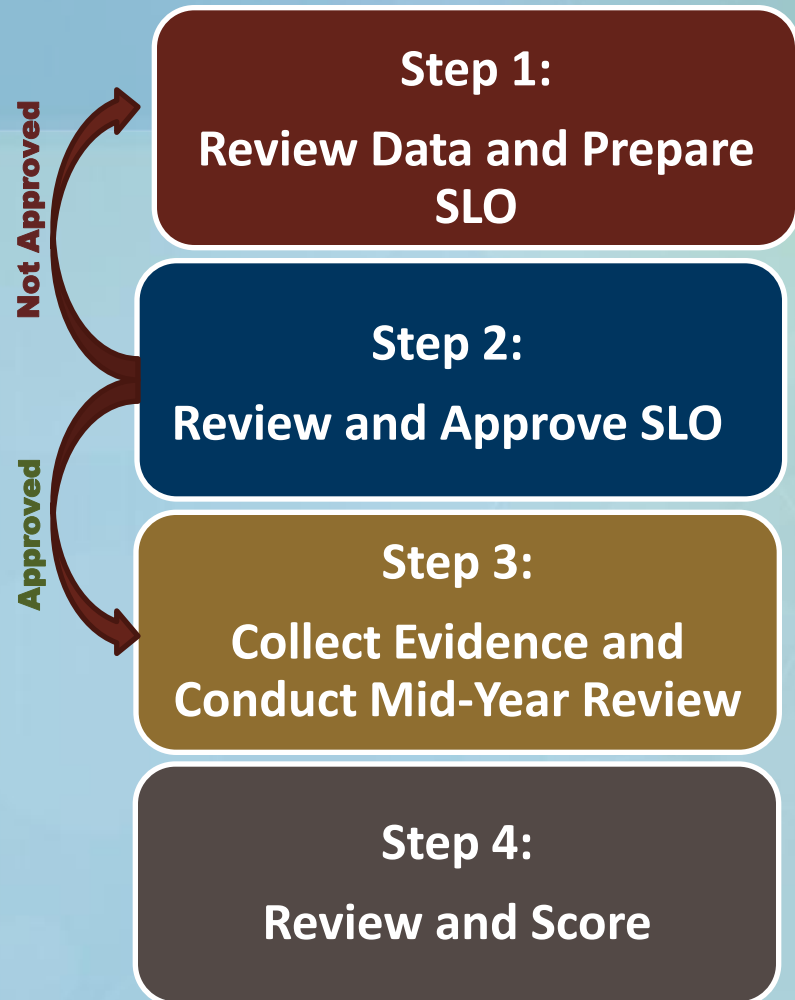 Step 1:
Review Data and Prepare
SLO
Not Approved
Step 2:
Review and Approve SLO
Approved
Step 3:
Collect Evidence and
Conduct Mid-Year Review
Step 4:
Review and Score